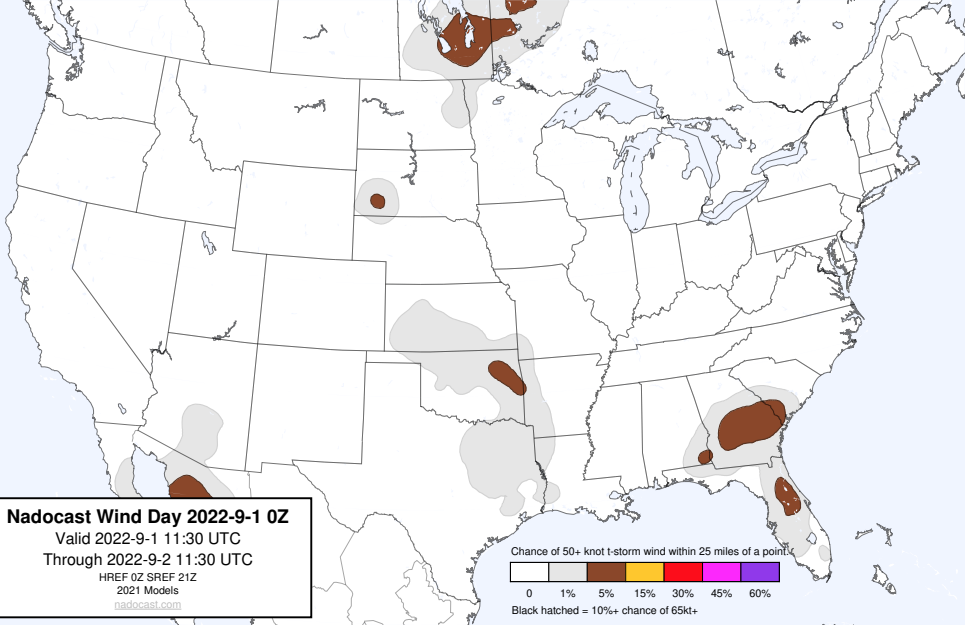 Nadocast Wind Day 2022-9-1 0Z
Valid 2022-9-1 11:30 UTC
Through 2022-9-2 11:30 UTC
HREF 0Z SREF 21Z
2021 Models
nadocast.com
Chance of 50+ knot t-storm wind within 25 miles of a point.
0 1% 5% 15% 30% 45% 60%
Black hatched = 10%+ chance of 65kt+